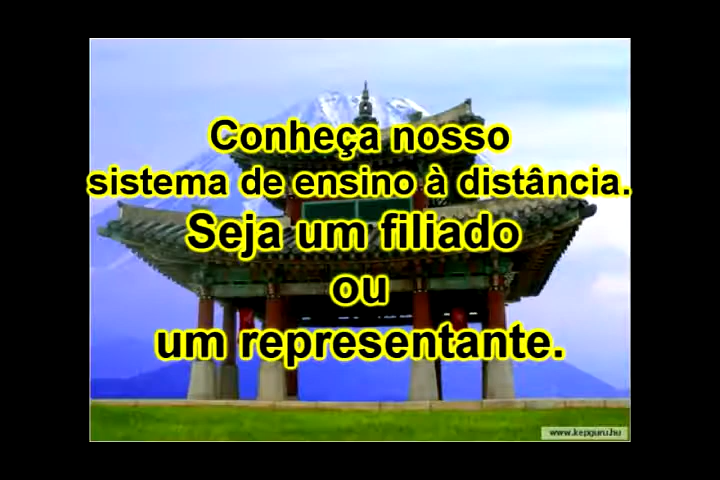 Conheça nosso
sistema de ensino à distância.
Seja um filiado
ou
um representante.
www.kepguru.hu